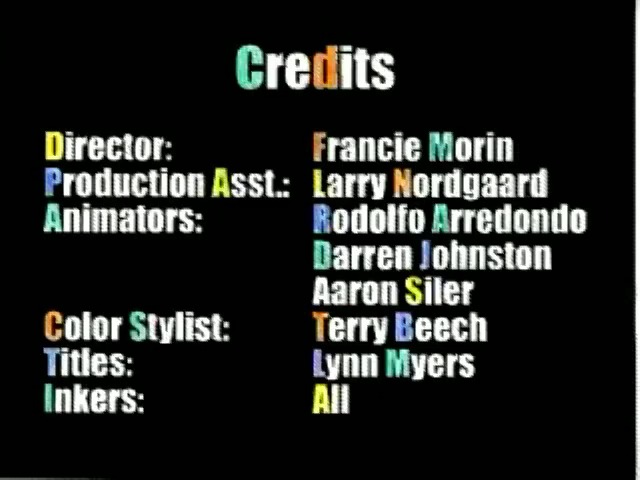 Credits
Director: Francie Morin
Production Asst.: Larry Nordgaard
Animators: Rodolfo Arredondo
Darren Johnston
Aaron Siler
Color Stylist: Terry Beech
Titles: Lynn Myers
Inkers: All